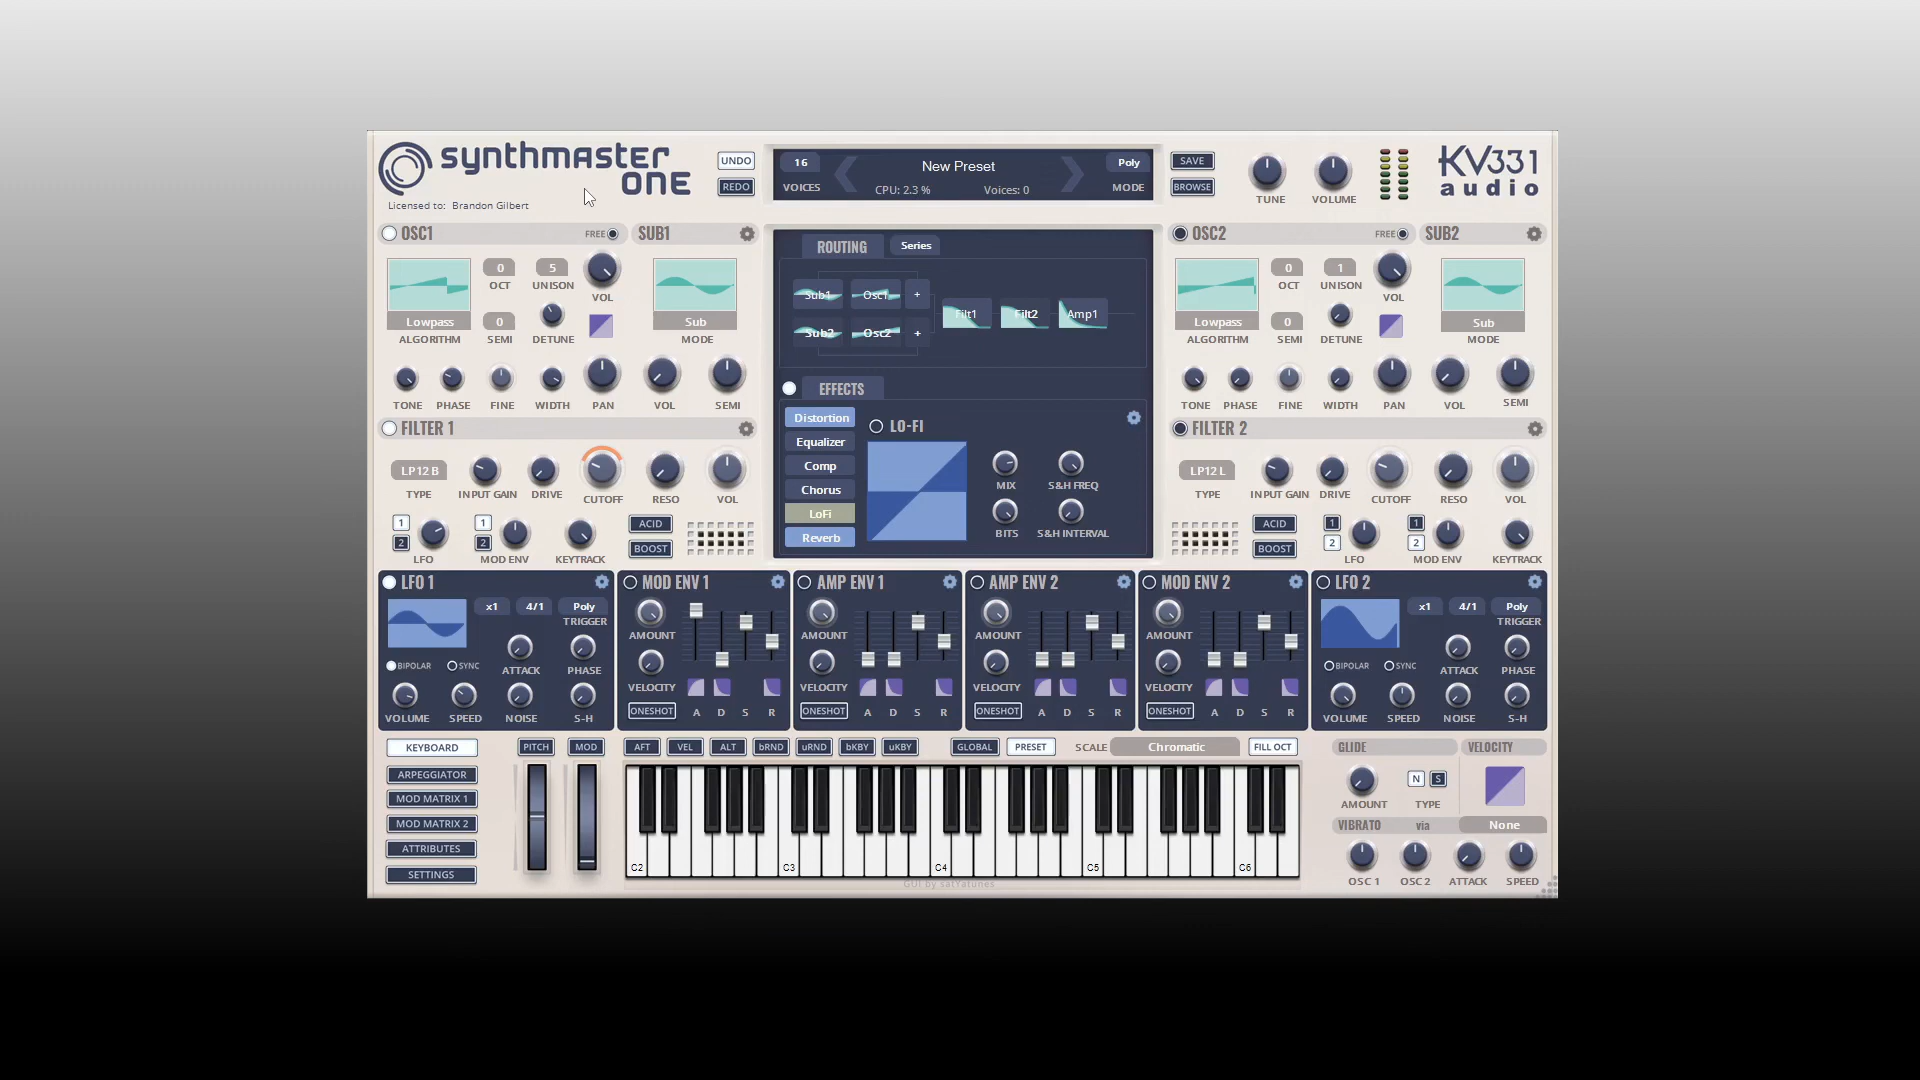 synthmaster
ONE
Licensed to: Brandon Gilbert
UNDO
REDO
16
VOICES
New Preset
CPU: 2.3 %
Voices: 0
Poly
MODE
SAVE
BROWSE
TUNE
VOLUME
KV331
audio
OSC1
FREE
SUB1
0
OCT
5
UNISON
VOL
Lowpass
ALGORITHM
0
SEMI
DETUNE
Sub
MODE
TONE
PHASE
FINE
WIDTH
PAN
VOL
SEMI
FILTER 1
LP12 B
TYPE
INPUT GAIN
DRIVE
CUTOFF
RESO
VOL
1
2
LFO
1
2
MOD ENV
KEYTRACK
ACID
BOOST
ROUTING
Series
Sub1
Osc1
+
Sub2
Osc2
+
Filt1
Filt2
Amp1
EFFECTS
Distortion
Equalizer
Comp
Chorus
LoFi
Reverb
LO-FI
MIX
S&H FREQ
BITS
S&H INTERVAL
OSC2
FREE
SUB2
0
OCT
1
UNISON
VOL
Lowpass
ALGORITHM
0
SEMI
DETUNE
Sub
MODE
TONE
PHASE
FINE
WIDTH
PAN
VOL
SEMI
FILTER 2
LP12 L
TYPE
INPUT GAIN
DRIVE
CUTOFF
RESO
VOL
ACID
BOOST
1
2
LFO
1
2
MOD ENV
KEYTRACK
LFO 1
x1
4/1
Poly
TRIGGER
BIPOLAR
SYNC
ATTACK
PHASE
VOLUME
SPEED
NOISE
S-H
MOD ENV 1
AMOUNT
VELOCITY
ONESHOT
A
D
S
R
AMP ENV 1
AMOUNT
VELOCITY
ONESHOT
A
D
S
R
AMP ENV 2
AMOUNT
VELOCITY
ONESHOT
A
D
S
R
MOD ENV 2
AMOUNT
VELOCITY
ONESHOT
A
D
S
R
LFO 2
x1
4/1
Poly
TRIGGER
BIPOLAR
SYNC
ATTACK
PHASE
VOLUME
SPEED
NOISE
S-H
KEYBOARD
ARPEGGIATOR
MOD MATRIX 1
MOD MATRIX 2
ATTRIBUTES
SETTINGS
PITCH
MOD
AFT
VEL
ALT
bRND
uRND
bKBY
uKBY
GLOBAL
PRESET
SCALE
Chromatic
FILL OCT
C2
C3
C4
C5
C6
GUI by satYatunes
GLIDE
VELOCITY
AMOUNT
N
S
TYPE
VIBRATO
via
None
OSC 1
OSC 2
ATTACK
SPEED